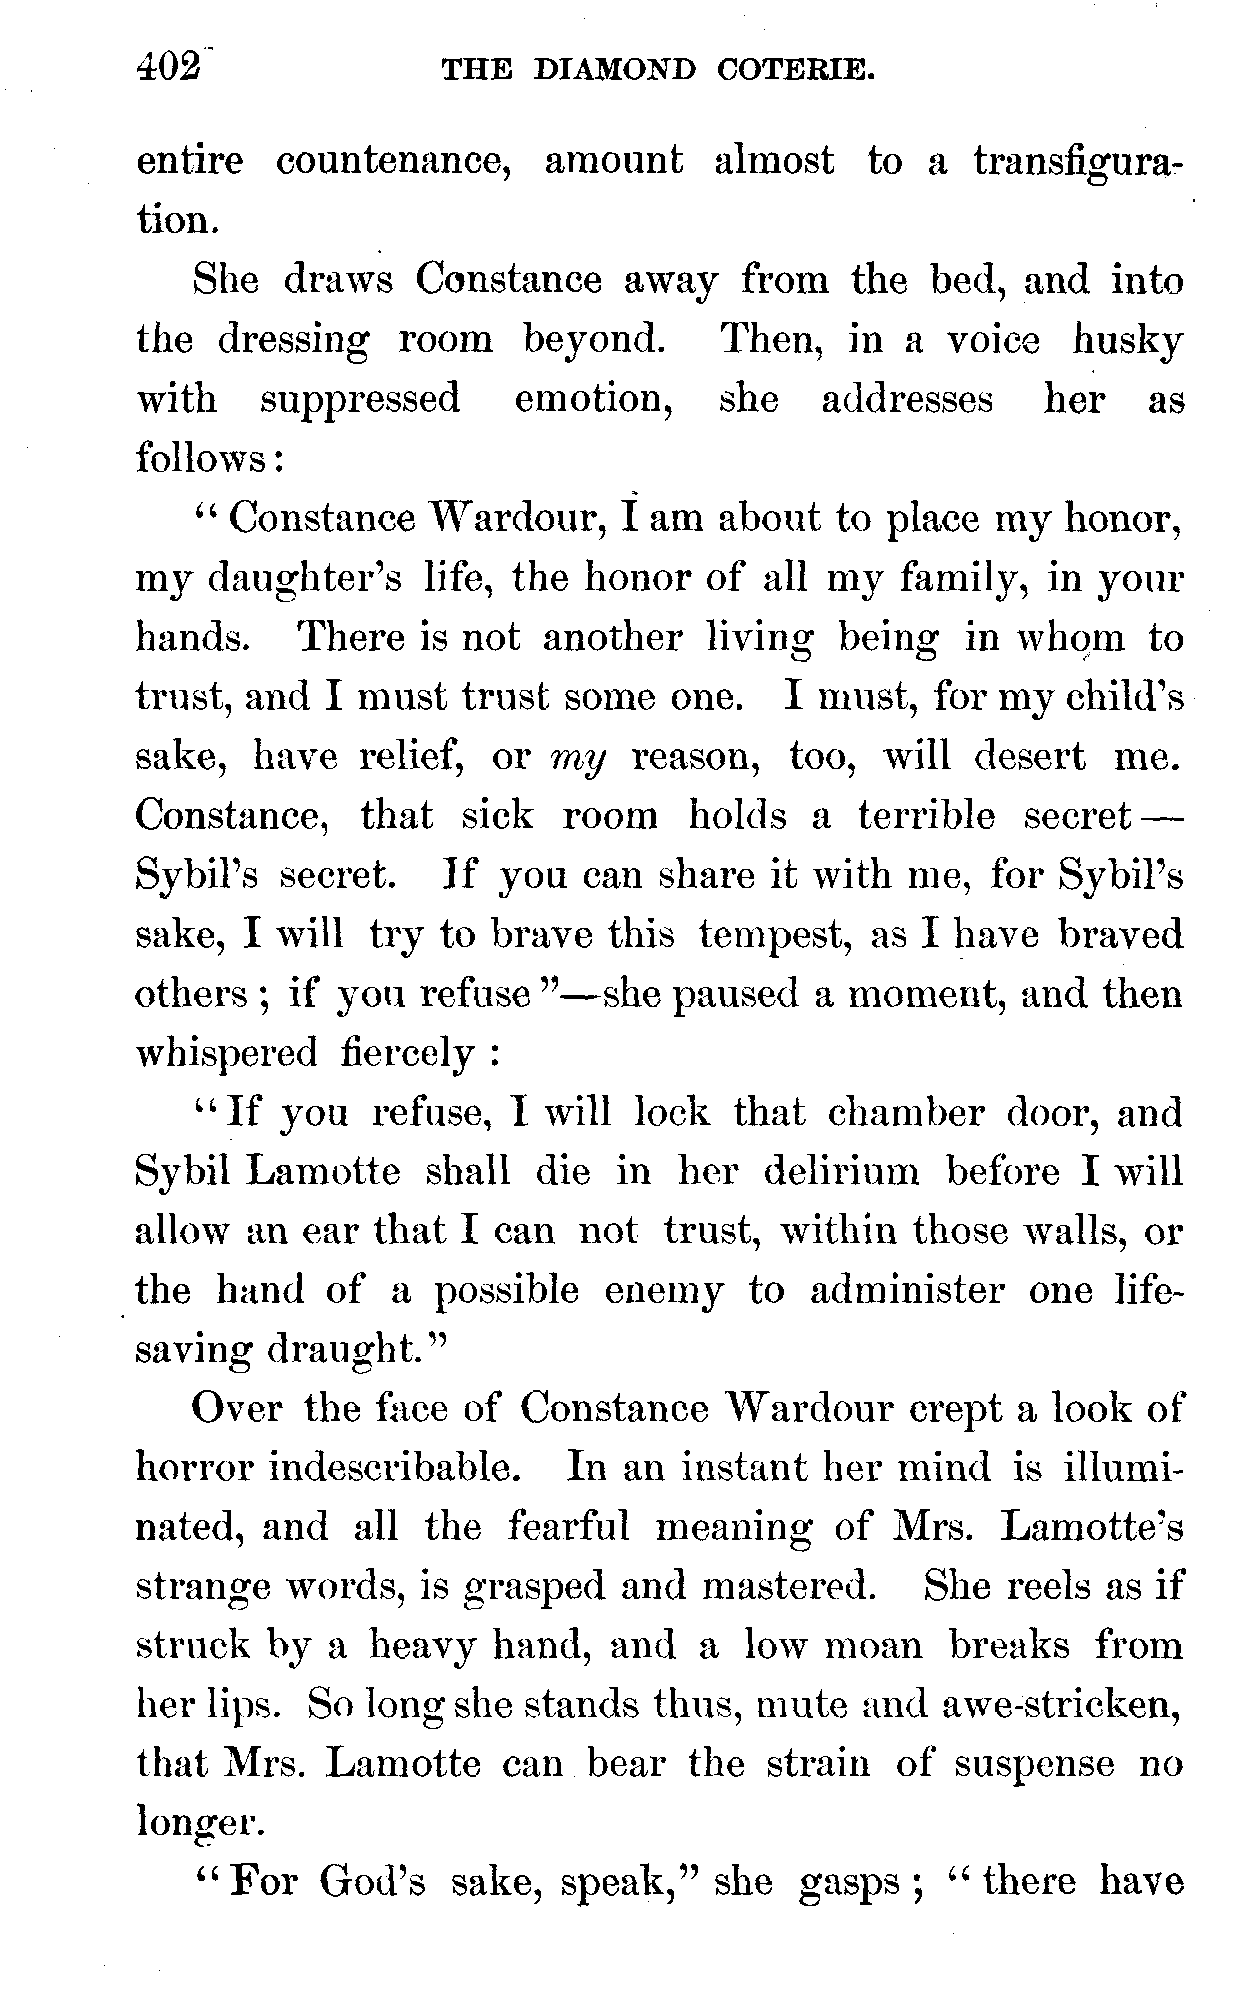 402 THE DIAMOND COTERIE.
entire countenance, amount almost to a transfigura-
tion.
She draws Constance away from the bed, and into
the dressing room beyond. Then, in a voice husky
with suppressed emotion, she addresses her as
follows:
“Constance Wardour, I am about to place my honor,
my daughter’s life, the honor of all my family, in your
hands. There is not another living being in whom to
trust, and I must trust some one. I must, for my child’s
sake, have relief, or my reason, too, will desert me.
Constance, that sick room holds a terrible secret—
Sybil’s secret. If you can share it with me, for Sybil’s
sake, I will try to brave this tempest, as I have braved
others; if you refuse”—she paused a moment, and then
whispered fiercely:
“If you refuse, I will lock that chamber door, and
Sybil Lamotte shall die in her delirium before I will
allow an ear that I can not trust, within those walls, or
the hand of a possible enemy to administer one life-
saving draught.”
Over the face of Constance Wardour crept a look of
horror indescribable. In an instant her mind is illumi-
nated, and all the fearful meaning of Mrs. Lamotte’s
strange words, is grasped and mastered. She reels as if
struck by a heavy hand, and a low moan breaks from
her lips. So long she stands thus, mute and awe-stricken,
that Mrs. Lamotte can bear the strain of suspense no
longer.
“For God’s sake, speak,” she gasps; “there have